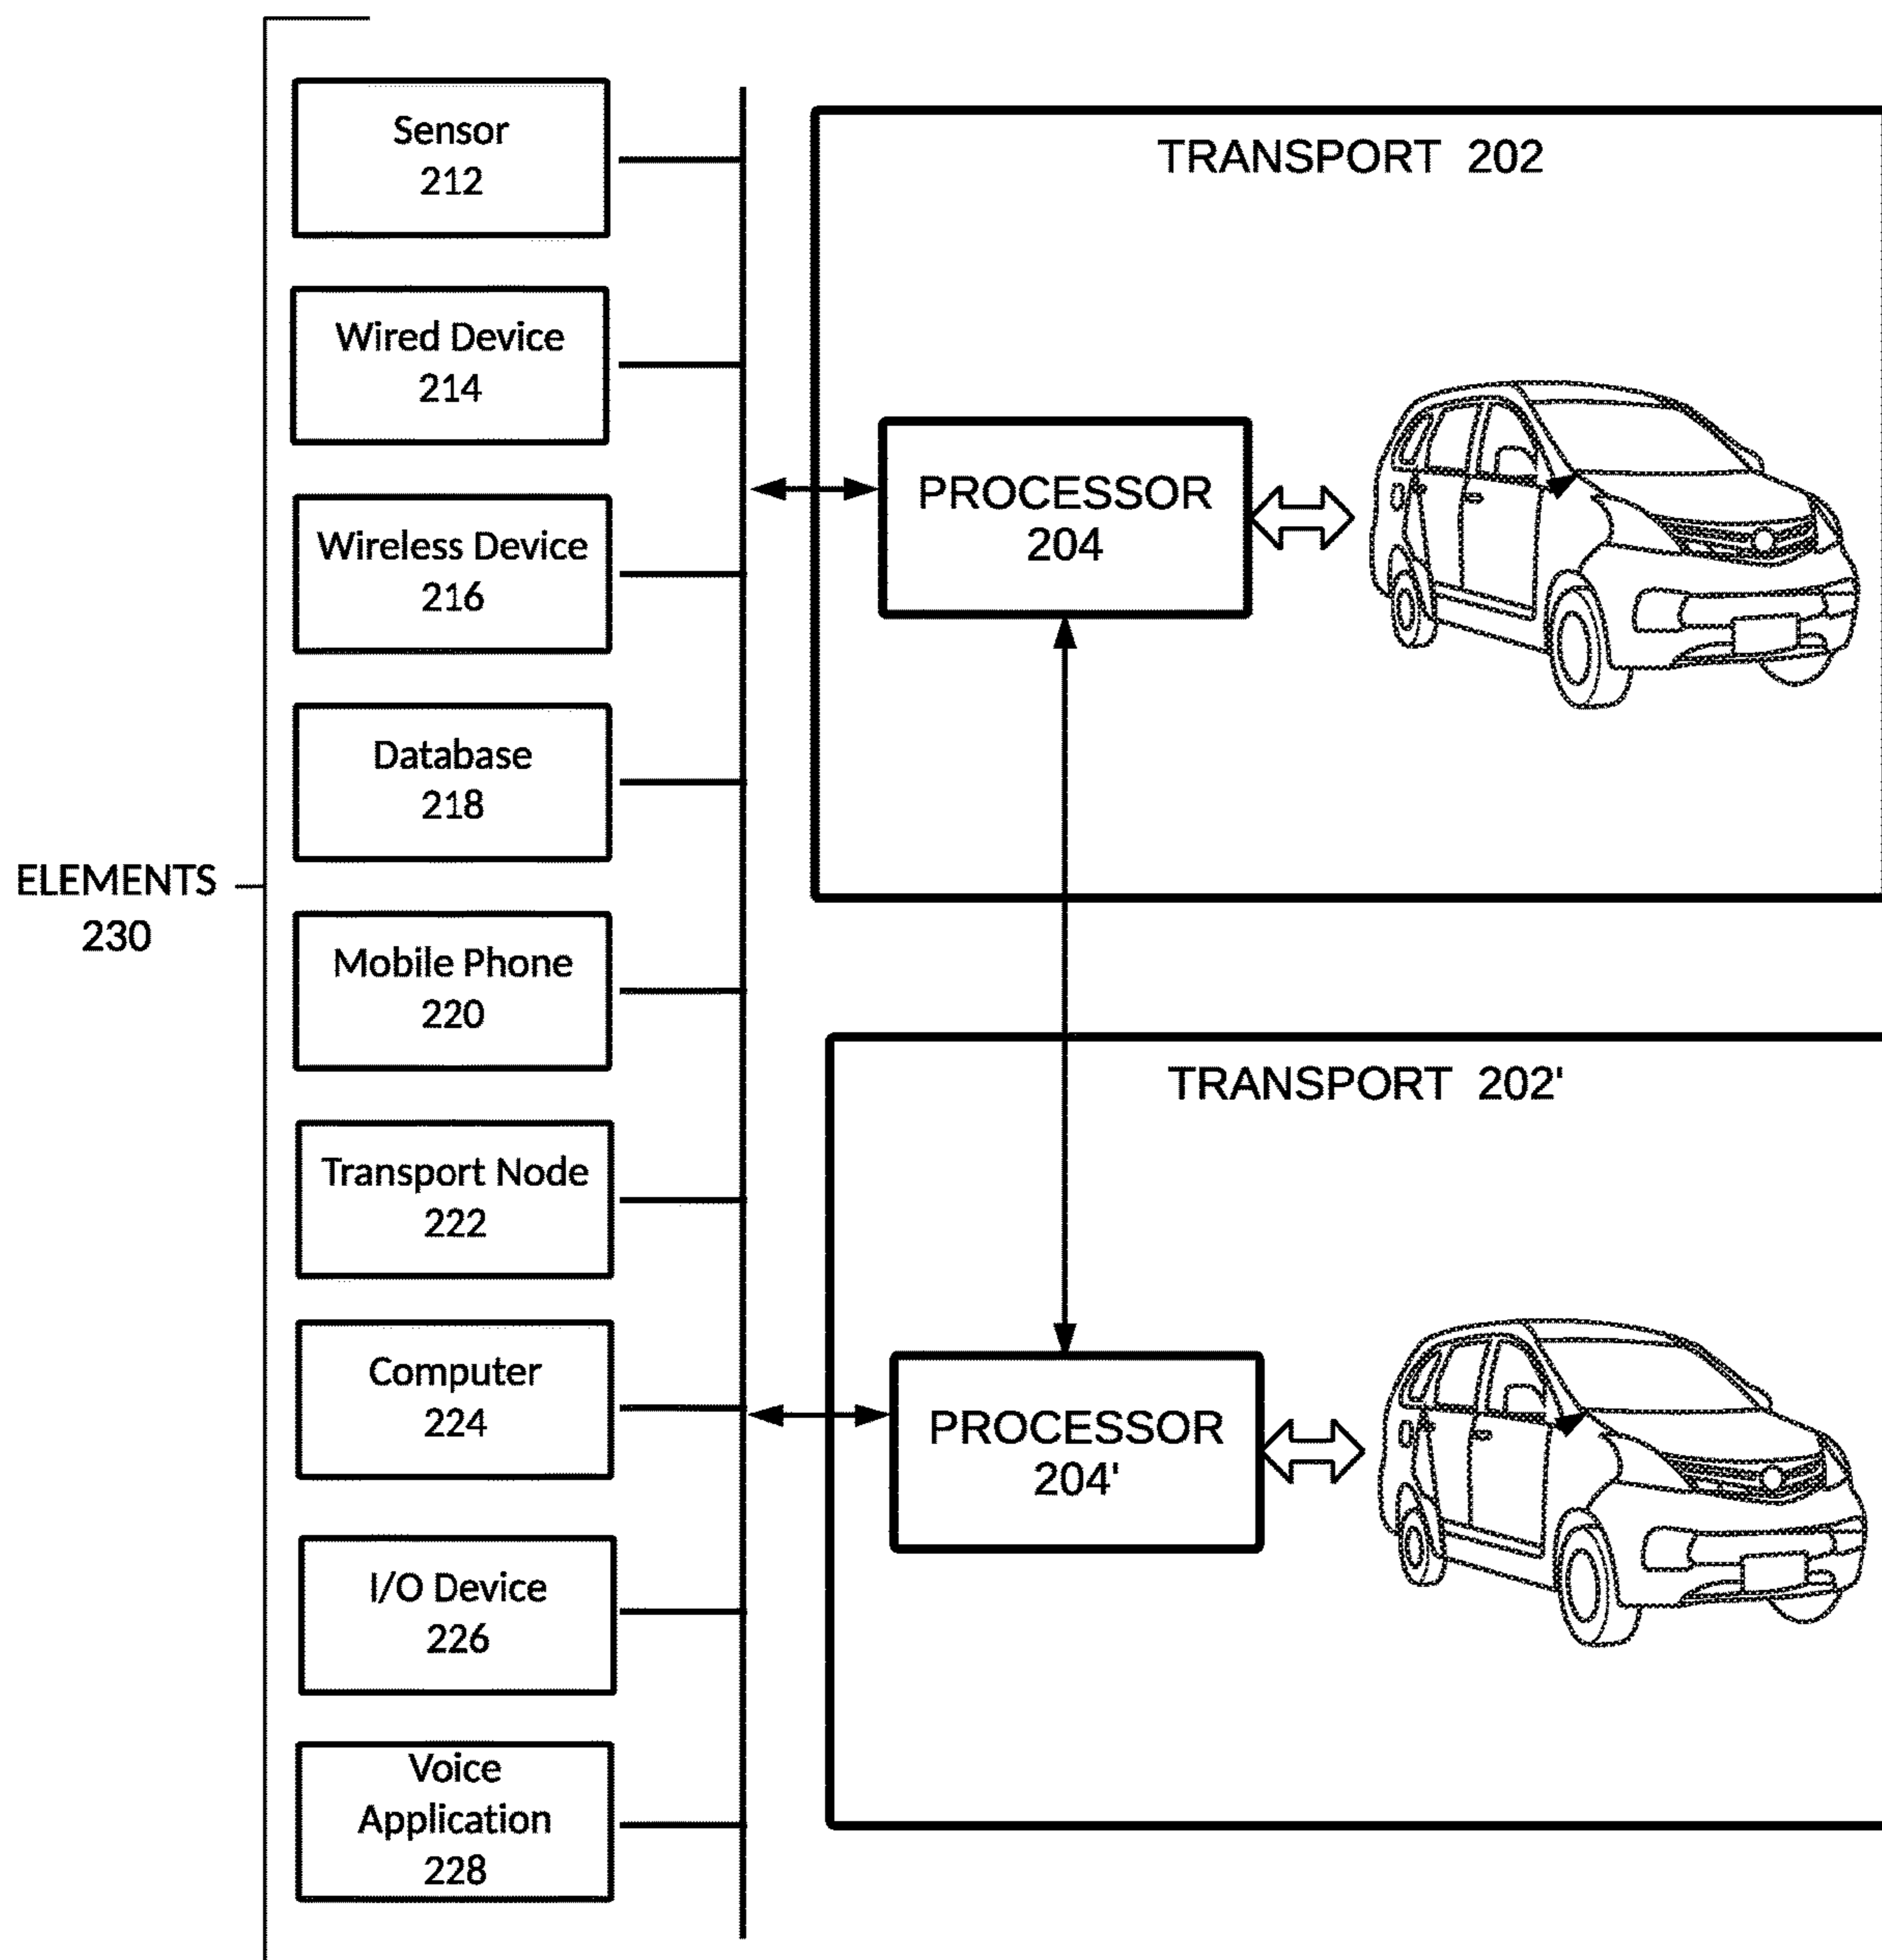 Sensor
212
Wired Device
214
Wireless Device
216
Database
218
ELEMENTS
230
Mobile Phone
220
Transport Node
222
Computer
224
I/O Device
226
Voice
Application
228
TRANSPORT 202
PROCESSOR
204
TRANSPORT 202'
PROCESSOR
204'